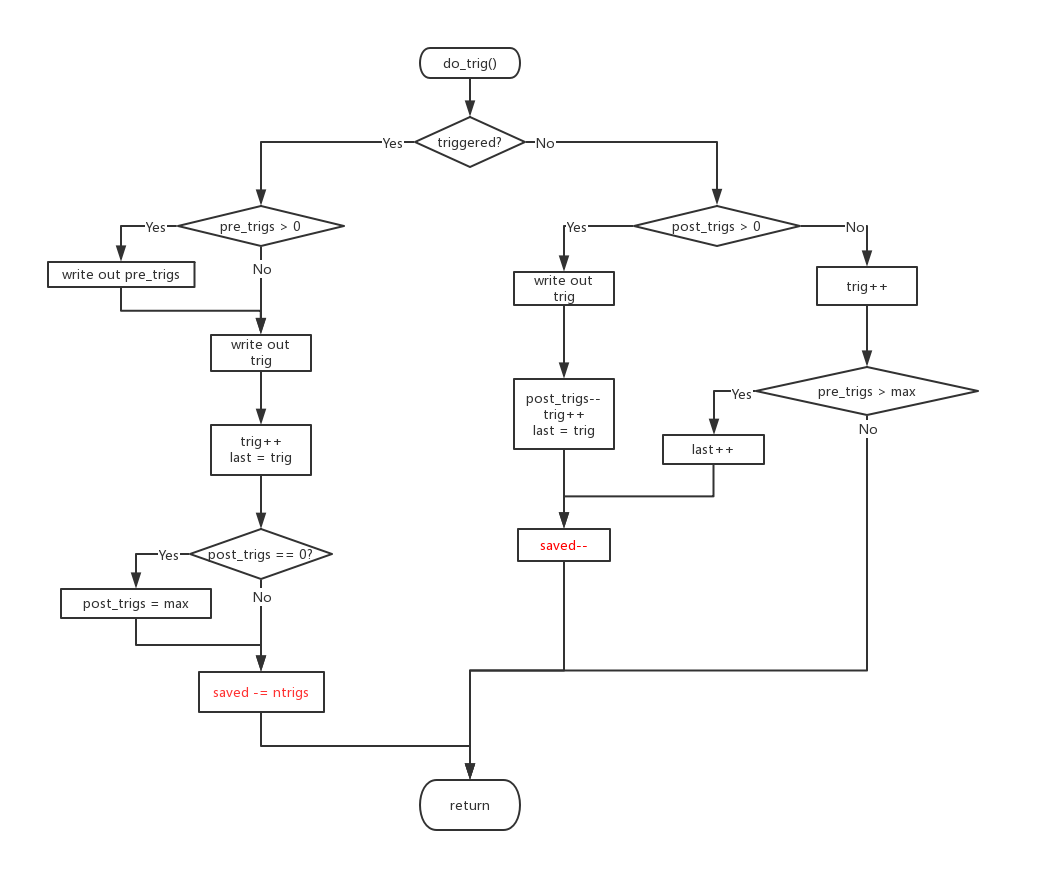 do_trig()
triggered?
Yes
No
pre_trigs > 0
Yes
No
write out pre_trigs
write out
trig
trig++
last = trig
post_trigs == 0?
Yes
No
post_trigs = max
saved -= ntrigs
post_trigs > 0
Yes
No
write out
trig
post_trigs--
trig++
last = trig
trig++
pre_trigs > max
Yes
No
last++
saved--
return